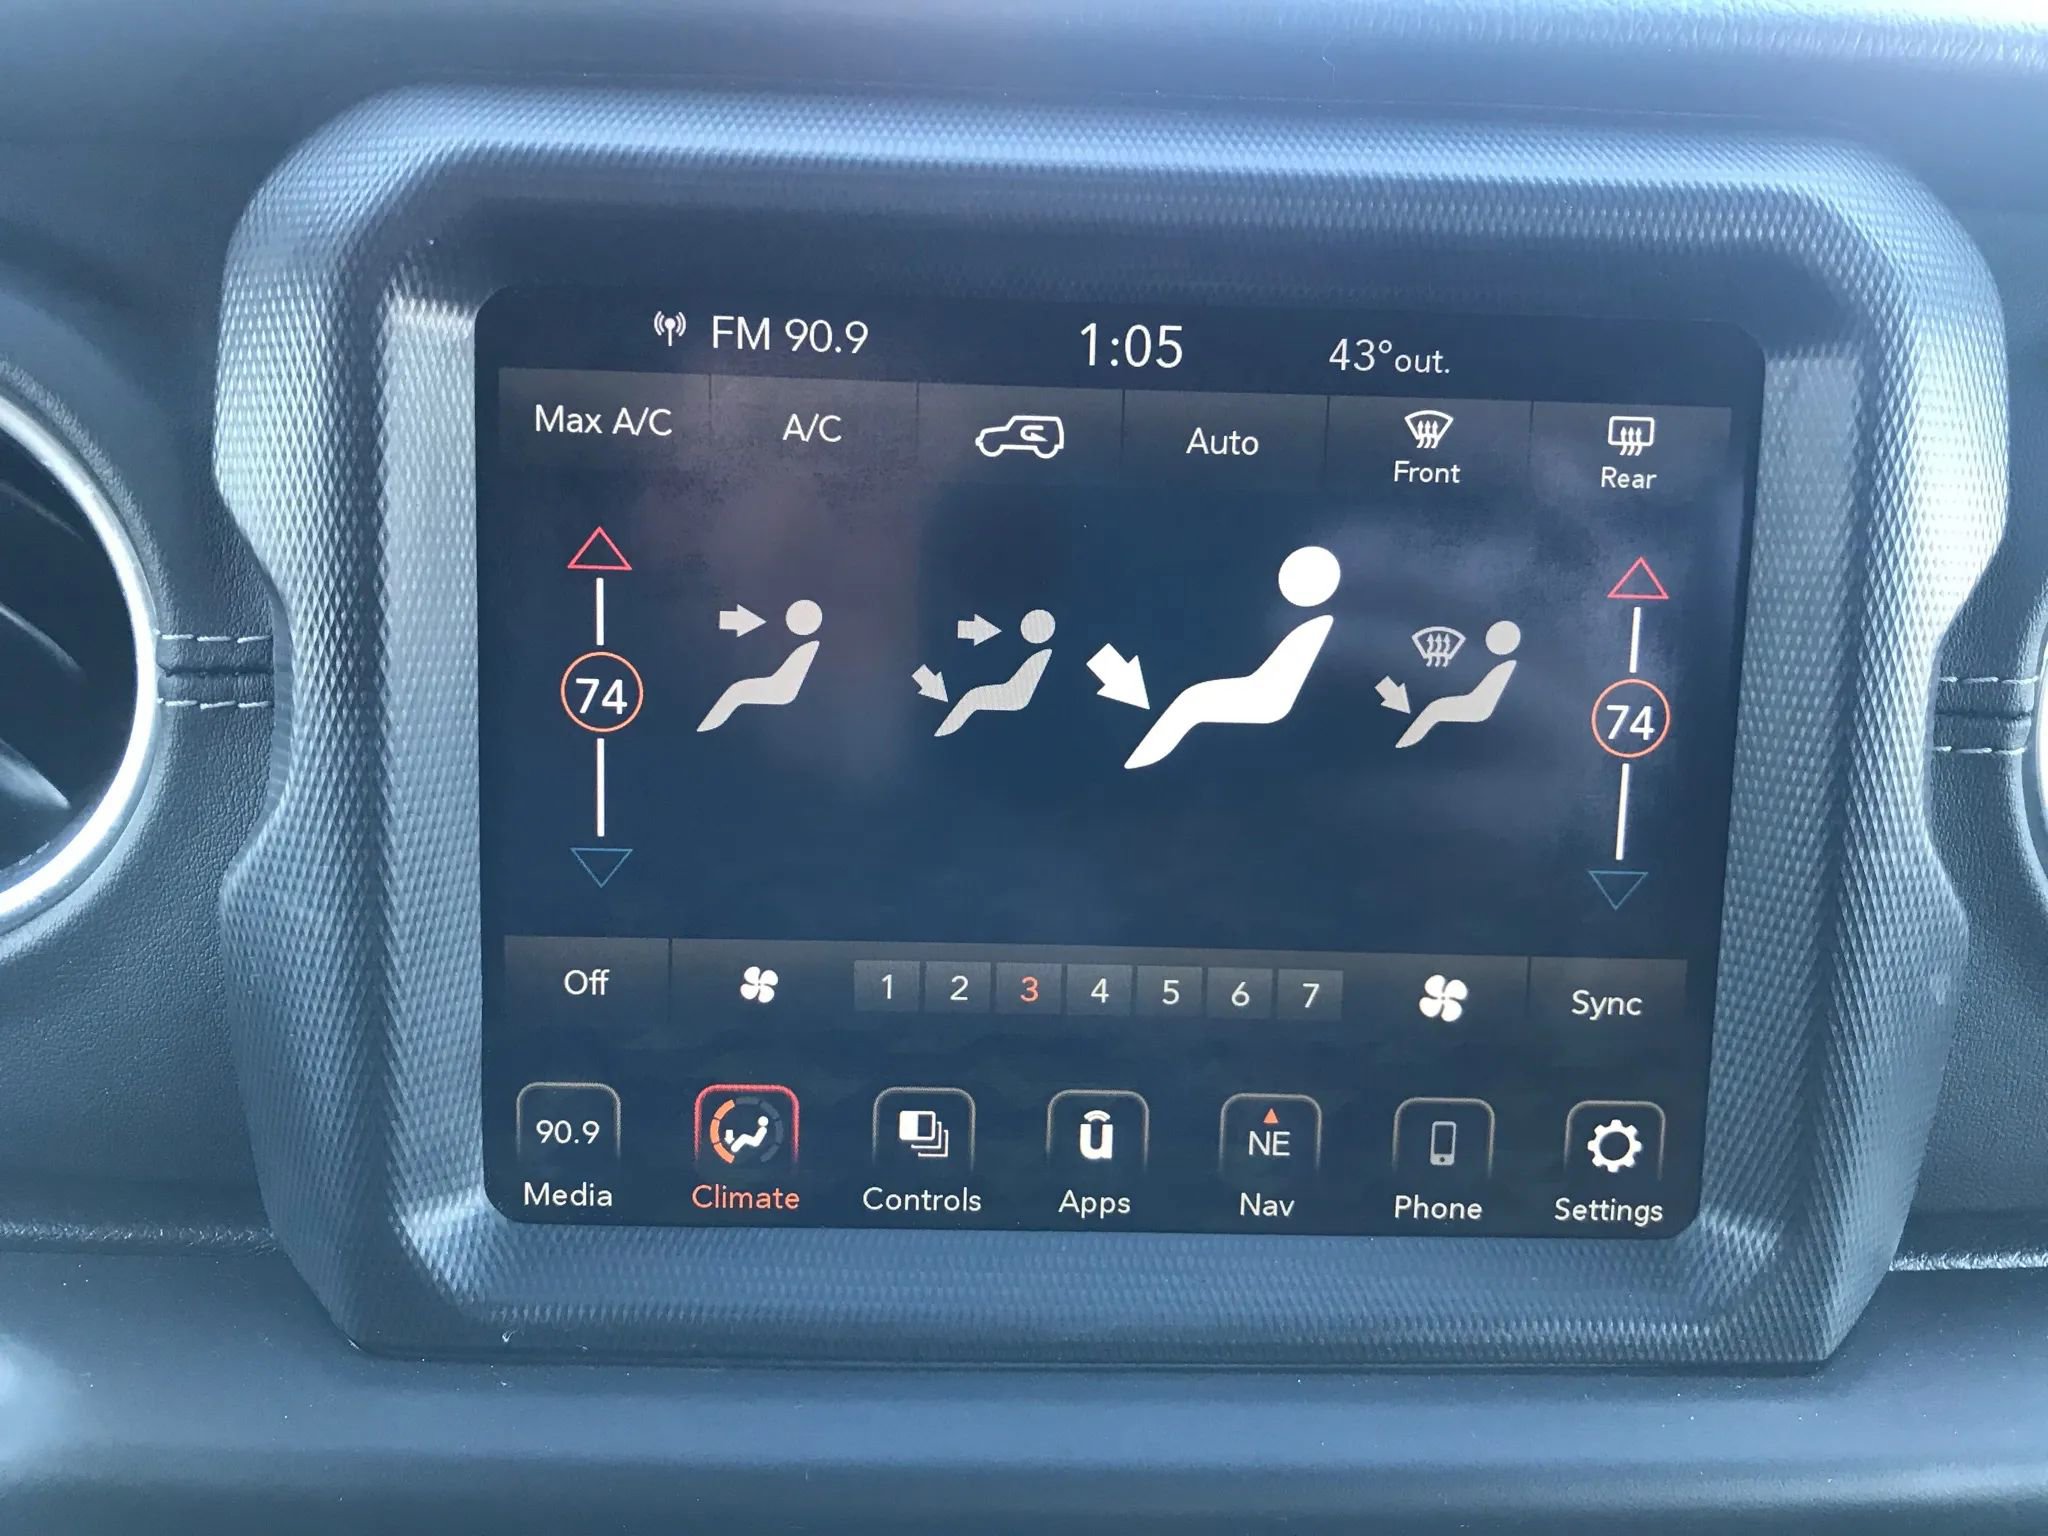 FM 90.9 1:05 43°out.
Max A/C A/C Auto Front Rear
74 74
Off 1 2 3 4 5 6 7 Sync
90.9 u NE
Media Climate Controls Apps Nav Phone Settings